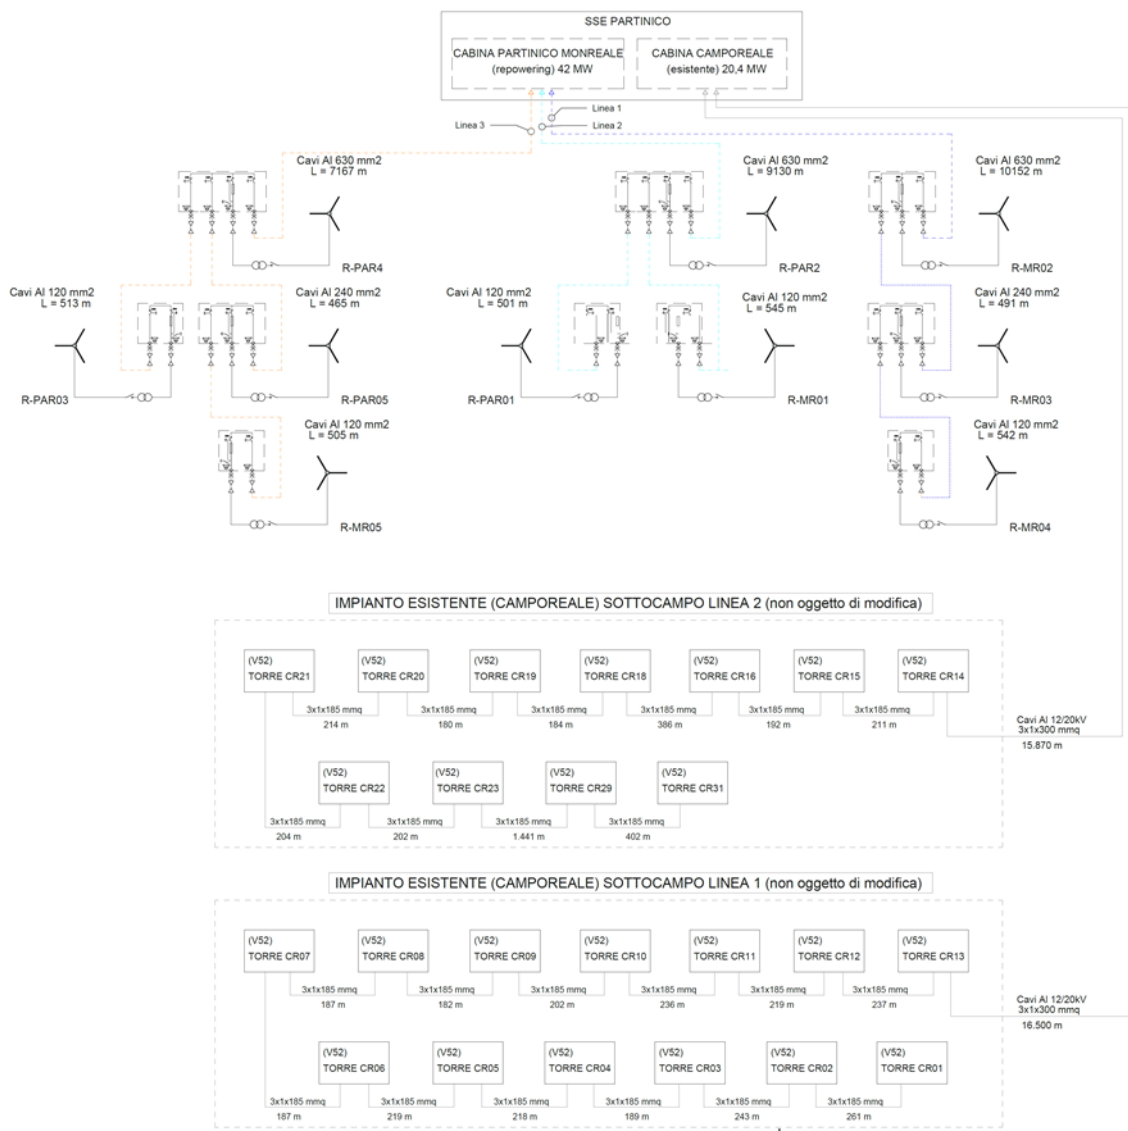 SSE PARTINICO
CABINA PARTINICO MONREALE
(repowering) 42 MW
CABINA CAMPOREALE
(esistente) 20,4 MW
Linea 1
Linea 3
Linea 2
Cavi Al 630 mm2
L = 7167 m
R-PAR4
Cavi Al 630 mm2
L = 9130 m
R-PAR2
Cavi Al 630 mm2
L = 10152 m
R-MR02
Cavi Al 120 mm2
L = 513 m
R-PAR03
Cavi Al 240 mm2
L = 465 m
R-PAR05
Cavi Al 120 mm2
L = 501 m
R-PAR01
Cavi Al 120 mm2
L = 545 m
R-MR01
Cavi Al 240 mm2
L = 491 m
R-MR03
Cavi Al 120 mm2
L = 505 m
R-MR05
Cavi Al 120 mm2
L = 542 m
R-MR04
IMPIANTO ESISTENTE (CAMPOREALE) SOTTOCAMPO LINEA 2 (non oggetto di modifica)
(V52)
TORRE CR21
(V52)
TORRE CR20
(V52)
TORRE CR19
(V52)
TORRE CR18
(V52)
TORRE CR16
(V52)
TORRE CR15
(V52)
TORRE CR14
3x1x185 mmq
214 m
3x1x185 mmq
180 m
3x1x185 mmq
184 m
3x1x185 mmq
386 m
3x1x185 mmq
192 m
3x1x185 mmq
211 m
Cavi Al 12/20kV
3x1x300 mmq
15.870 m
(V52)
TORRE CR22
(V52)
TORRE CR23
(V52)
TORRE CR29
(V52)
TORRE CR31
3x1x185 mmq
204 m
3x1x185 mmq
202 m
3x1x185 mmq
1.441 m
3x1x185 mmq
402 m
IMPIANTO ESISTENTE (CAMPOREALE) SOTTOCAMPO LINEA 1 (non oggetto di modifica)
(V52)
TORRE CR07
(V52)
TORRE CR08
(V52)
TORRE CR09
(V52)
TORRE CR10
(V52)
TORRE CR11
(V52)
TORRE CR12
(V52)
TORRE CR13
3x1x185 mmq
187 m
3x1x185 mmq
182 m
3x1x185 mmq
202 m
3x1x185 mmq
236 m
3x1x185 mmq
219 m
3x1x185 mmq
237 m
Cavi Al 12/20kV
3x1x300 mmq
16.500 m
(V52)
TORRE CR06
(V52)
TORRE CR05
(V52)
TORRE CR04
(V52)
TORRE CR03
(V52)
TORRE CR02
(V52)
TORRE CR01
3x1x185 mmq
187 m
3x1x185 mmq
219 m
3x1x185 mmq
218 m
3x1x185 mmq
189 m
3x1x185 mmq
243 m
3x1x185 mmq
261 m